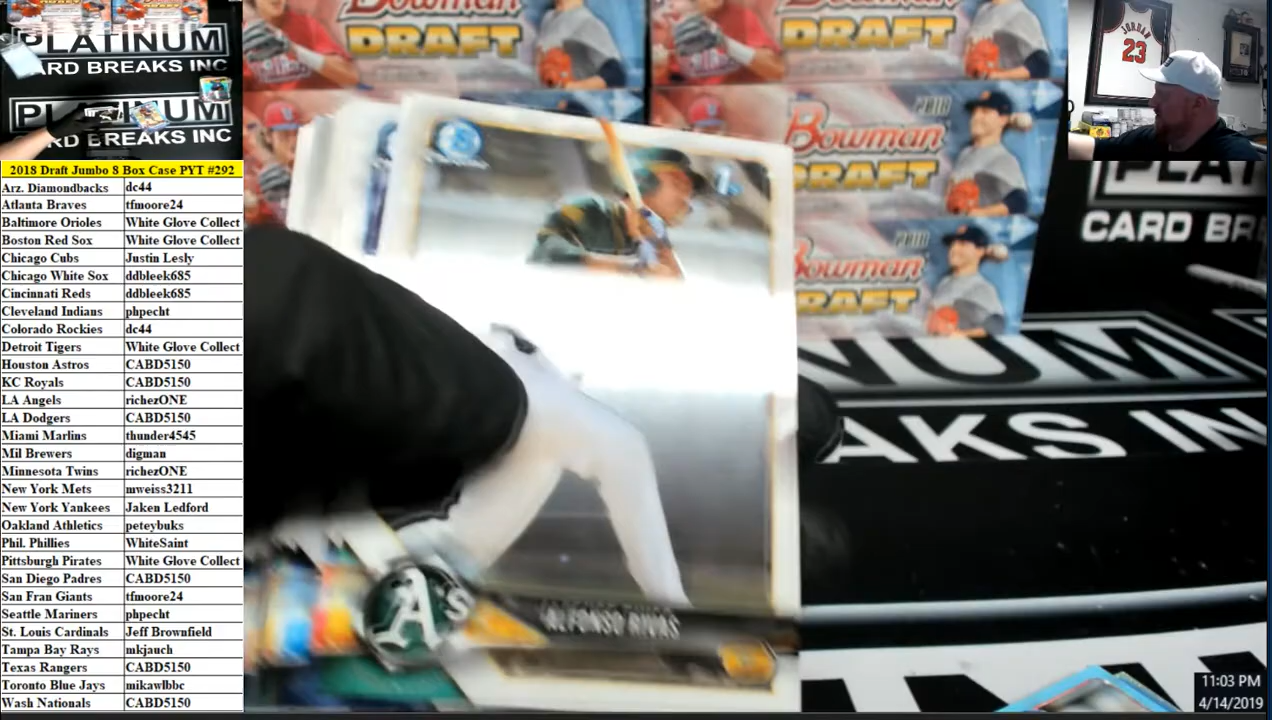 PLATINUM
CARD BREAKS INC
PLATINUM
CARD BREAKS INC
2018 Draft Jumbo 8 Box Case PYT #292
Arz. Diamondbacks dc44
Atlanta Braves tfmoore24
Baltimore Orioles White Glove Collect
Boston Red Sox White Glove Collect
Chicago Cubs Justin Lesly
Chicago White Sox ddbleek685
Cincinnati Reds ddbleek685
Cleveland Indians phpecht
Colorado Rockies dc44
Detroit Tigers White Glove Collect
Houston Astros CABD5150
KC Royals CABD5150
LA Angels richezONE
LA Dodgers CABD5150
Miami Marlins thunder4545
Mil Brewers digman
Minnesota Twins richezONE
New York Mets mweiss3211
New York Yankees Jaken Ledford
Oakland Athletics peteybuks
Phil. Phillies WhiteSaint
Pittsburgh Pirates White Glove Collect
San Diego Padres CABD5150
San Fran Giants tfmoore24
Seattle Mariners phpecht
St. Louis Cardinals Jeff Brownfield
Tampa Bay Rays mkjauch
Texas Rangers CABD5150
Toronto Blue Jays mikawlbbc
Wash Nationals CABD5150
Bowman
DRAFT
Bowman
DRAFT
2018
Bowman
DRAFT
2018
Bowman
DRAFT
JORDAN
23
PLAT
CARD BR
NUM
AKS IN
1st
A's
ALFONSO RIVAS
11:03 PM
4/14/2019